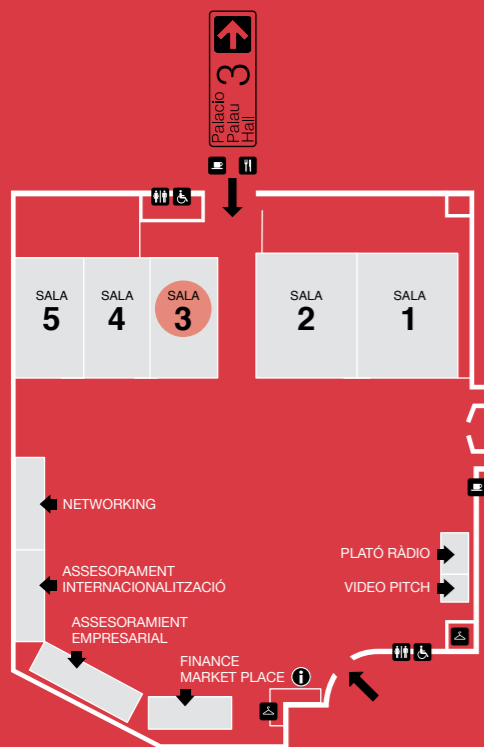 Palacio
Palau
Hall
3
SALA
5
SALA
4
SALA
3
SALA
2
SALA
1
NETWORKING
PLATÓ RÀDIO
ASSESORAMENT
INTERNACIONALITZACIÓ
VIDEO PITCH
ASSESORAMIENT
EMPRESARIAL
FINANCE
MARKET PLACE
i